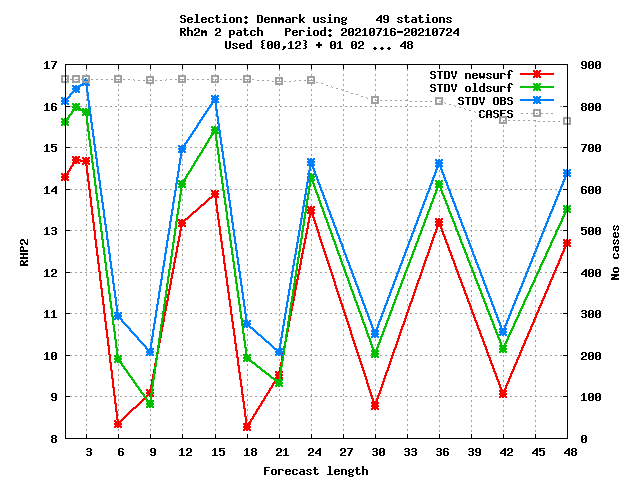 Selection: Denmark using    49 stations
Rh2m 2 patch   Period: 20210716-20210724
Used {00,12} + 01 02 ... 48
17
16
15
14
13
12
11
10
9
8
RHP2
900
800
700
600
500
400
300
200
100
0
No cases
STDV newsurf
STDV oldsurf
STDV OBS
CASES
3 6 9 12 15 18 21 24 27 30 33 36 39 42 45 48
Forecast length